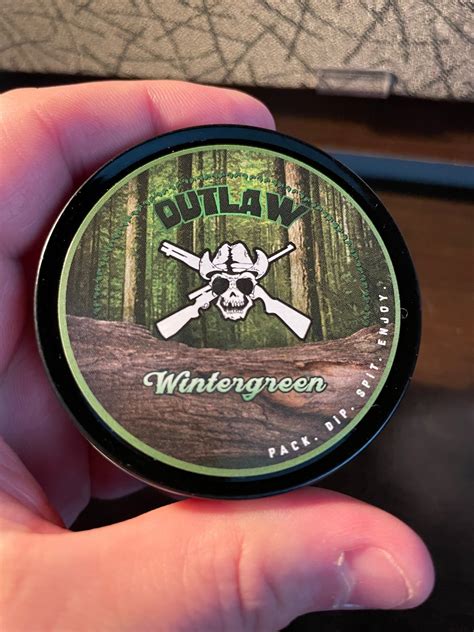 OUTLAW
Wintergreen
PACK. DIP. SPIT. ENJOY.